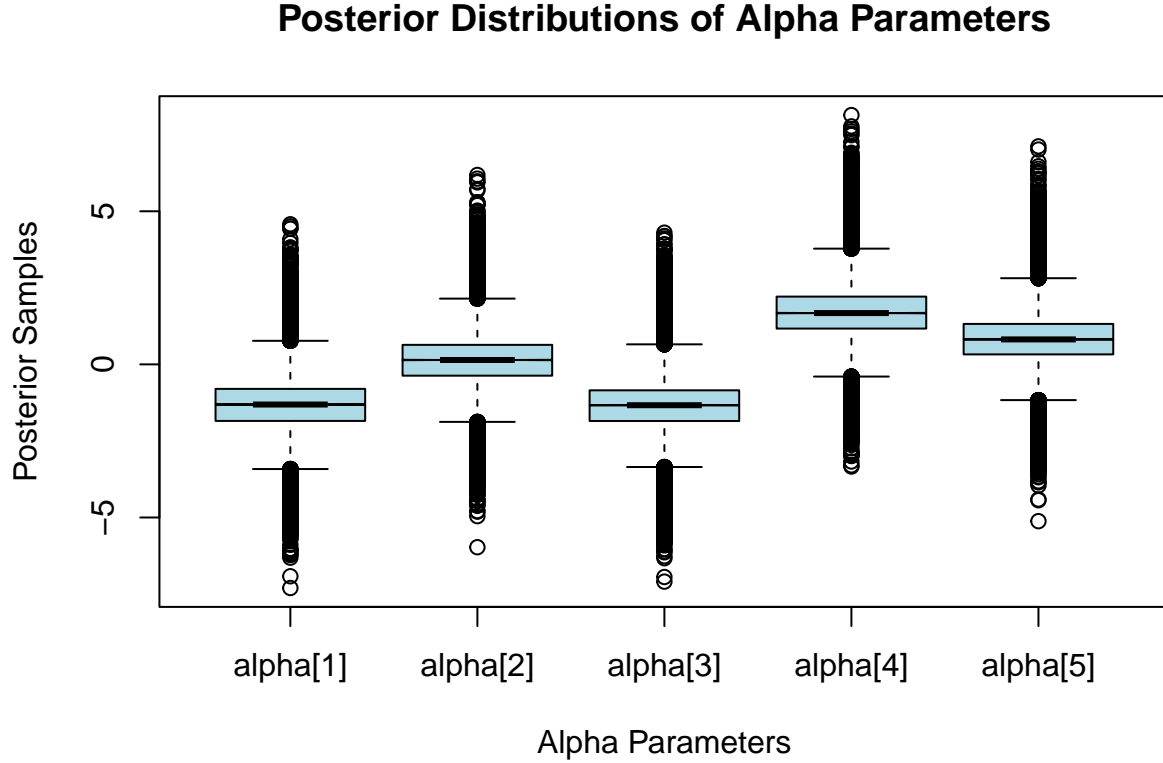 Posterior Distributions of Alpha Parameters
Posterior Samples
5
0
−5
alpha[1] alpha[2] alpha[3] alpha[4] alpha[5]
Alpha Parameters